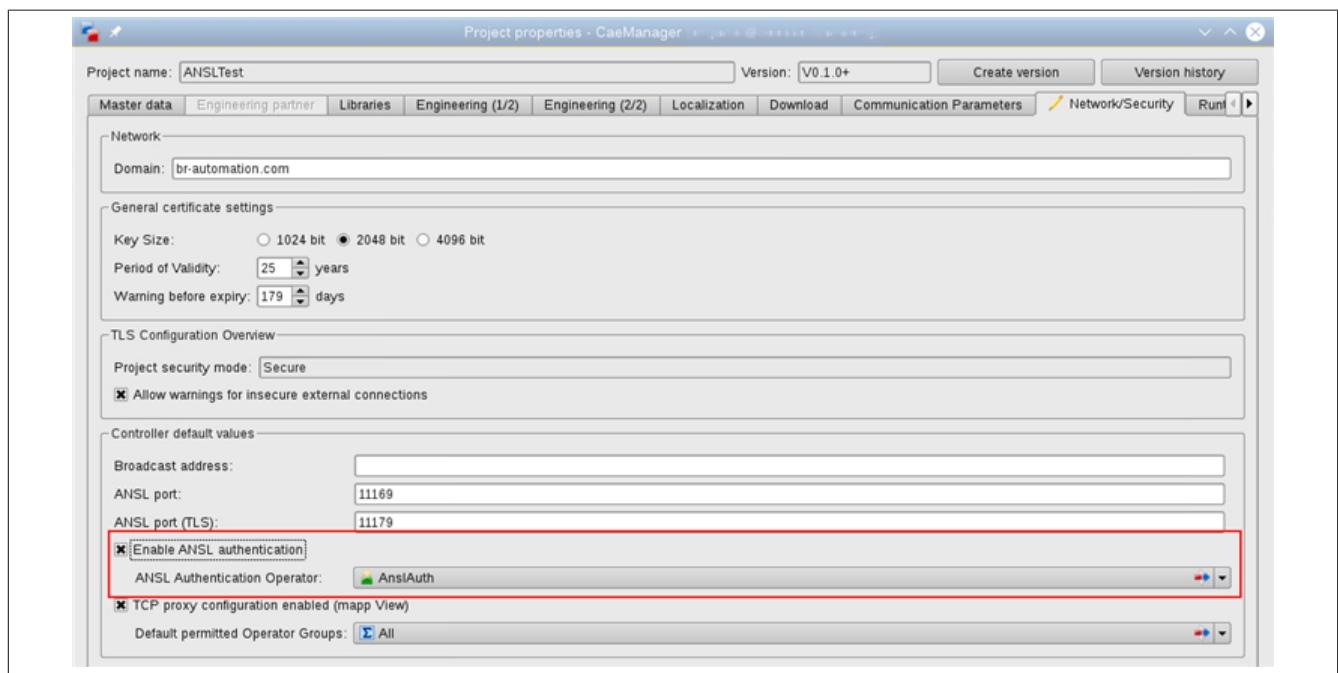 Project properties - CaeManager
Project name: ANSLTest Version: V0.1.0+ Create version Version history
Master data Engineering partner Libraries Engineering (1/2) Engineering (2/2) Localization Download Communication Parameters Network/Security
Network
Domain: br-automation.com
General certificate settings
Key Size: 1024 bit 2048 bit 4096 bit
Period of Validity: 25 years
Warning before expiry: 179 days
TLS Configuration Overview
Project security mode: Secure
Allow warnings for insecure external connections
Controller default values
Broadcast address:
ANSL port: 11169
ANSL port (TLS): 11179
Enable ANSL authentication
ANSL Authentication Operator: AnslAuth
TCP proxy configuration enabled (mapp View)
Default permitted Operator Groups: Σ All